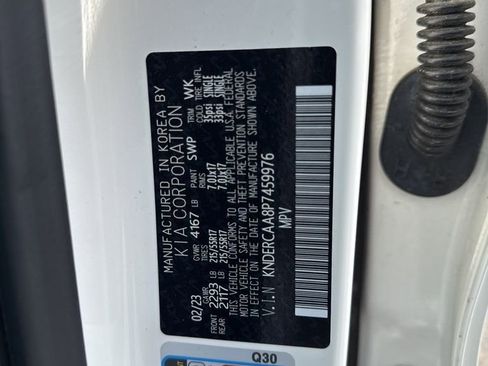 MANUFACTURED IN KOREA BY
KIA CORPORATION
02/23 GVWR 4167 LB PAINT SWP TRIM WK
GAWR TIRES RIMS COLD TIRE INFL
FRONT 2293 LB 215/55R17 7.0Jx17 35psi SINGLE
REAR 2117 LB 215/55R17 7.0Jx17 33psi SINGLE
THIS VEHICLE CONFORMS TO ALL APPLICABLE U.S.A. FEDERAL
MOTOR VEHICLE SAFETY AND THEFT PREVENTION STANDARDS
IN EFFECT ON THE DATE OF MANUFACTURE SHOWN ABOVE.
V.I.N KNDERCAA8P7459976
MPV
Q30